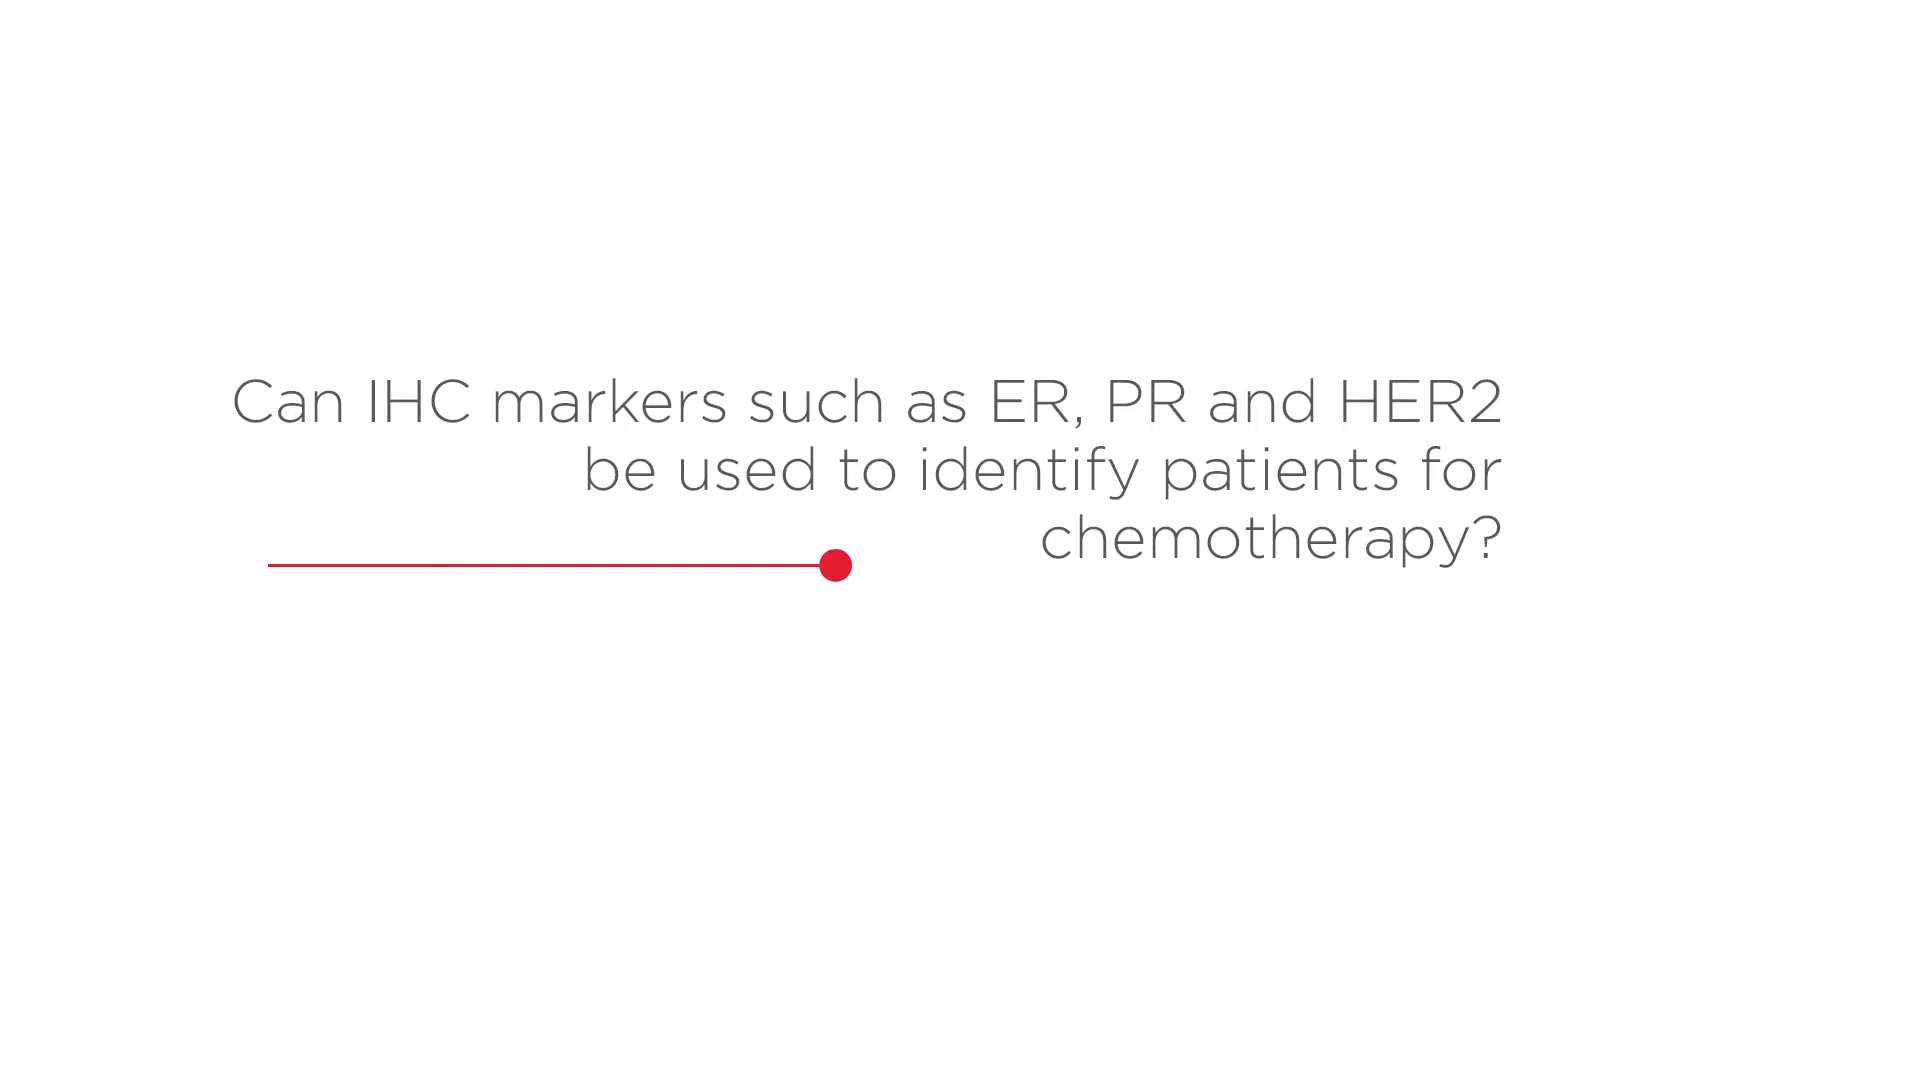 Can IHC markers such as ER, PR and HER2
be used to identify patients for
chemotherapy?